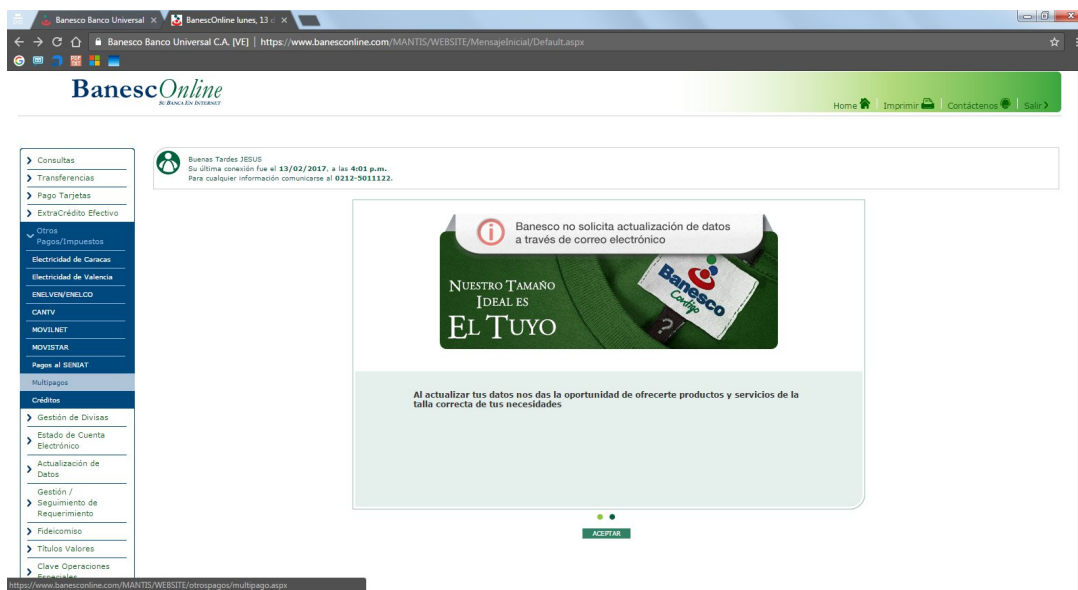 Banesco Banco Univers
BanescOnline lunes, 13 d
Banesco Banco Universal C.A. [VE] | https://www.banesconline.com/MANTIS/WEBSITE/MensajeInicial/Default.aspx
BanescOnline
SU BANCA EN INTERNET
Home Imprimir Contáctenos Salir
Buenas Tardes JESUS
Su última conexión fue el 13/02/2017, a las 4:01 p.m.
Para cualquier información comunicarse al 0212-5011122.
Consultas
Transferencias
Pago Tarjetas
ExtraCrédito Efectivo
Otros
Pagos/Impuestos
Electricidad de Caracas
Electricidad de Valencia
ENELVEN/ENELCO
CANTV
MOVILNET
MOVISTAR
Pagos al SENIAT
Multipagos
Créditos
Gestión de Divisas
Estado de Cuenta
Electrónico
Actualización de
Datos
Gestión /
Seguimiento de
Requerimiento
Fideicomiso
Títulos Valores
Clave Operaciones
Especiales
Banesco no solicita actualización de datos
a través de correo electrónico
NUESTRO TAMAÑO
IDEAL ES
EL TUYO
Banesco
Contigo
?
Al actualizar tus datos nos das la oportunidad de ofrecerte productos y servicios de la
talla correcta de tus necesidades
ACEPTAR
https://www.banesconline.com/MANTIS/WEBSITE/otrospagos/multipago.aspx